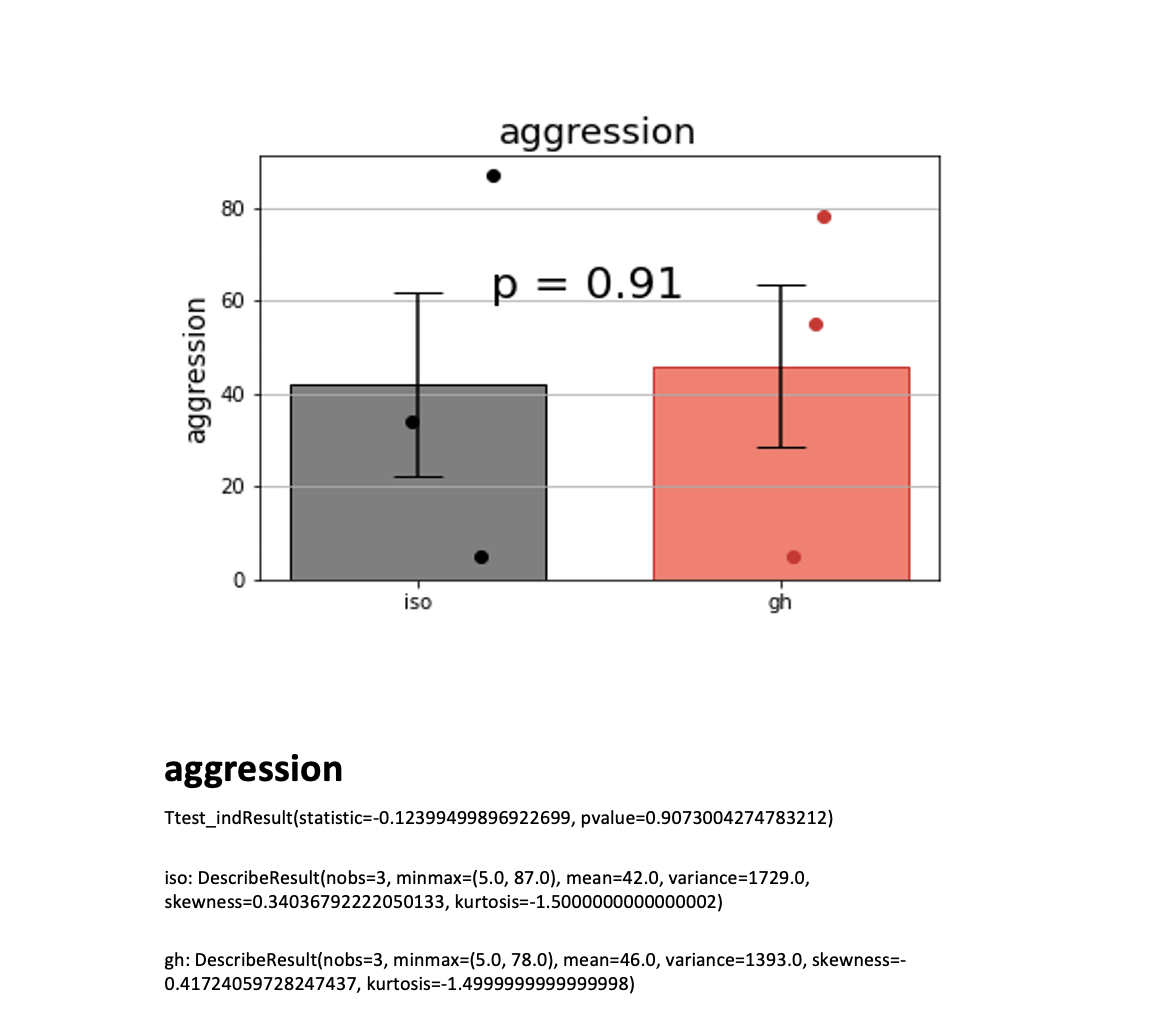 aggression
80
60
40
20
0
aggression
p = 0.91
iso
gh
aggression
Ttest_indResult(statistic=-0.12399499896922699, pvalue=0.9073004274783212)
iso: DescribeResult(nobs=3, minmax=(5.0, 87.0), mean=42.0, variance=1729.0,
skewness=0.34036792222050133, kurtosis=-1.5000000000000002)
gh: DescribeResult(nobs=3, minmax=(5.0, 78.0), mean=46.0, variance=1393.0, skewness=-
0.41724059728247437, kurtosis=-1.4999999999999998)